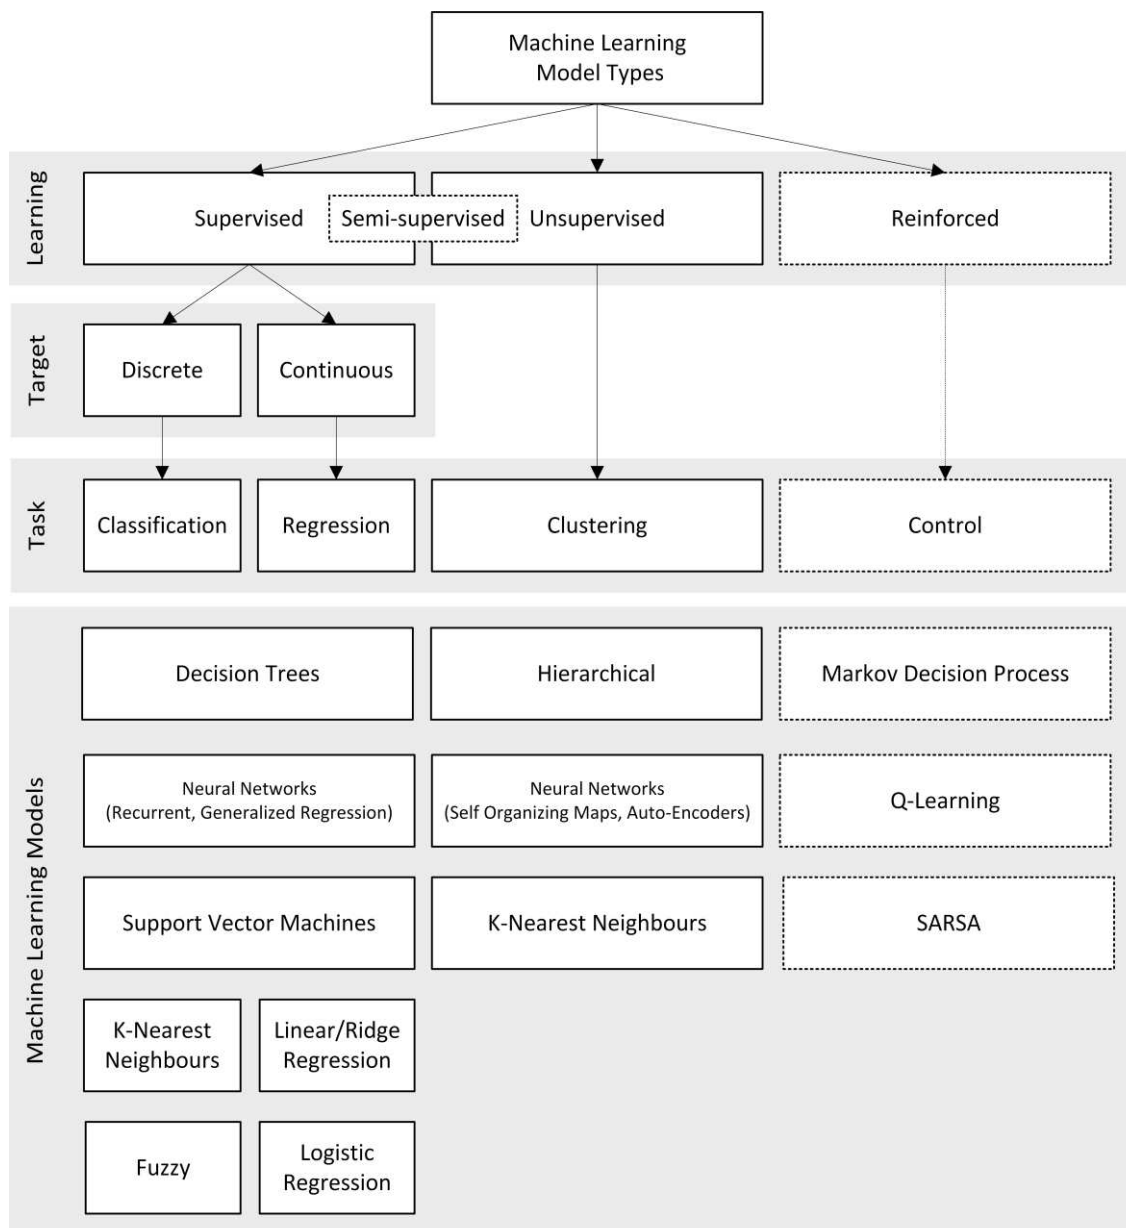 Machine Learning
Model Types
Learning
Supervised
Semi-supervised
Unsupervised
Reinforced
Target
Discrete
Continuous
Task
Classification
Regression
Clustering
Control
Machine Learning Models
Decision Trees
Hierarchical
Markov Decision Process
Neural Networks
(Recurrent, Generalized Regression)
Neural Networks
(Self Organizing Maps, Auto-Encoders)
Q-Learning
Support Vector Machines
K-Nearest Neighbours
SARSA
K-Nearest
Neighbours
Linear/Ridge
Regression
Fuzzy
Logistic
Regression